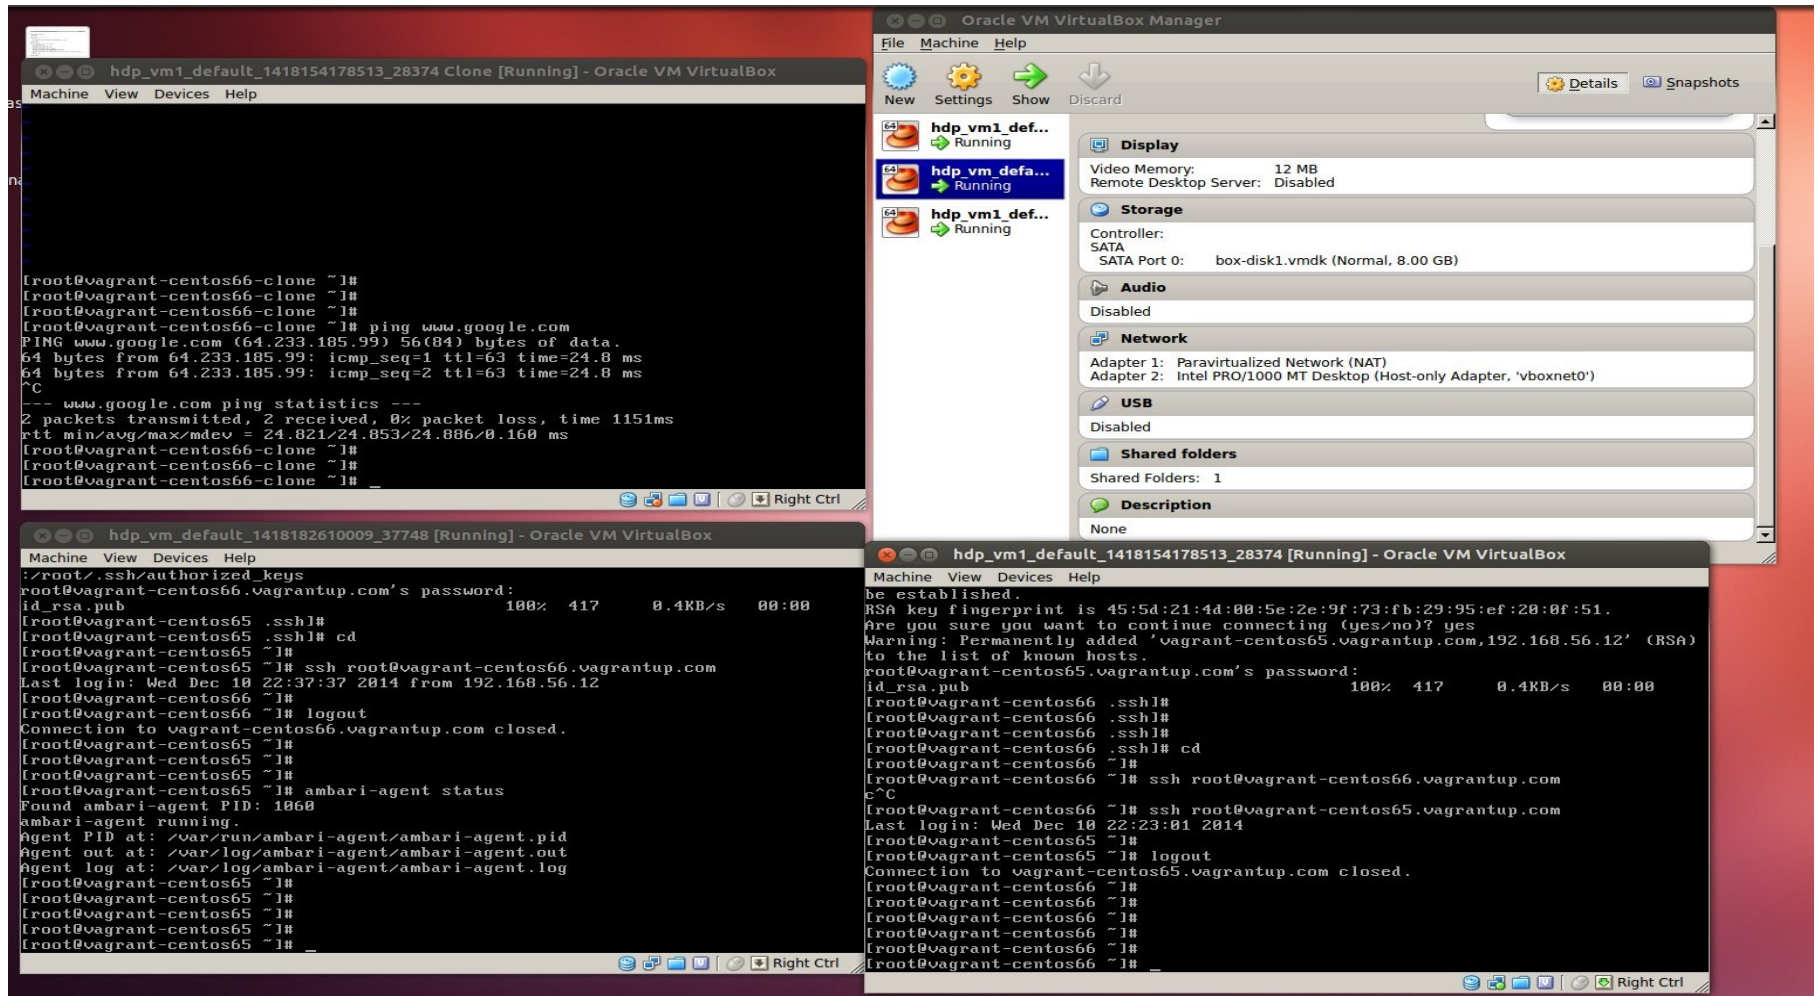 hdp_vm1_default_1418154178513_28374 Clone [Running] - Oracle VM VirtualBox
Machine View Devices Help
[root@vagrant-centos66-clone ~]#
[root@vagrant-centos66-clone ~]#
[root@vagrant-centos66-clone ~]#
[root@vagrant-centos66-clone ~]# ping www.google.com
PING www.google.com (64.233.185.99) 56(84) bytes of data.
64 bytes from 64.233.185.99: icmp_seq=1 ttl=63 time=24.8 ms
64 bytes from 64.233.185.99: icmp_seq=2 ttl=63 time=24.8 ms
^C
--- www.google.com ping statistics ---
2 packets transmitted, 2 received, 0% packet loss, time 1151ms
rtt min/avg/max/mdev = 24.821/24.853/24.886/0.160 ms
[root@vagrant-centos66-clone ~]#
[root@vagrant-centos66-clone ~]#
[root@vagrant-centos66-clone ~]# _
Right Ctrl
Oracle VM VirtualBox Manager
File Machine Help
New Settings Show Discard
Details Snapshots
hdp_vm1_def...
Running
hdp_vm_defa...
Running
hdp_vm1_def...
Running
Display
Video Memory: 12 MB
Remote Desktop Server: Disabled
Storage
Controller:
SATA
SATA Port 0: box-disk1.vmdk (Normal, 8.00 GB)
Audio
Disabled
Network
Adapter 1: Paravirtualized Network (NAT)
Adapter 2: Intel PRO/1000 MT Desktop (Host-only Adapter, 'vboxnet0')
USB
Disabled
Shared folders
Shared Folders: 1
Description
None
hdp_vm_default_1418182610009_37748 [Running] - Oracle VM VirtualBox
Machine View Devices Help
:/root/.ssh/authorized_keys
root@vagrant-centos66.vagrantup.com's password:
id_rsa.pub 100% 417 0.4KB/s 00:00
[root@vagrant-centos65 .ssh]#
[root@vagrant-centos65 .ssh]# cd
[root@vagrant-centos65 ~]#
[root@vagrant-centos65 ~]# ssh root@vagrant-centos66.vagrantup.com
Last login: Wed Dec 10 22:37:37 2014 from 192.168.56.12
[root@vagrant-centos66 ~]#
[root@vagrant-centos66 ~]# logout
Connection to vagrant-centos66.vagrantup.com closed.
[root@vagrant-centos65 ~]#
[root@vagrant-centos65 ~]#
[root@vagrant-centos65 ~]#
[root@vagrant-centos65 ~]# ambari-agent status
Found ambari-agent PID: 1060
ambari-agent running.
Agent PID at: /var/run/ambari-agent/ambari-agent.pid
Agent out at: /var/log/ambari-agent/ambari-agent.out
Agent log at: /var/log/ambari-agent/ambari-agent.log
[root@vagrant-centos65 ~]#
[root@vagrant-centos65 ~]#
[root@vagrant-centos65 ~]#
[root@vagrant-centos65 ~]#
[root@vagrant-centos65 ~]# _
Right Ctrl
hdp_vm1_default_1418154178513_28374 [Running] - Oracle VM VirtualBox
Machine View Devices Help
be established.
RSA key fingerprint is 45:5d:21:4d:00:5e:2e:9f:73:fb:29:95:ef:20:0f:51.
Are you sure you want to continue connecting (yes/no)? yes
Warning: Permanently added 'vagrant-centos65.vagrantup.com,192.168.56.12' (RSA)
to the list of known hosts.
root@vagrant-centos65.vagrantup.com's password:
id_rsa.pub 100% 417 0.4KB/s 00:00
[root@vagrant-centos66 .ssh]#
[root@vagrant-centos66 .ssh]#
[root@vagrant-centos66 .ssh]#
[root@vagrant-centos66 .ssh]# cd
[root@vagrant-centos66 ~]#
[root@vagrant-centos66 ~]# ssh root@vagrant-centos66.vagrantup.com
c^C
[root@vagrant-centos66 ~]# ssh root@vagrant-centos65.vagrantup.com
Last login: Wed Dec 10 22:23:01 2014
[root@vagrant-centos65 ~]#
[root@vagrant-centos65 ~]# logout
Connection to vagrant-centos65.vagrantup.com closed.
[root@vagrant-centos66 ~]#
[root@vagrant-centos66 ~]#
[root@vagrant-centos66 ~]#
[root@vagrant-centos66 ~]#
[root@vagrant-centos66 ~]#
[root@vagrant-centos66 ~]# _
Right Ctrl